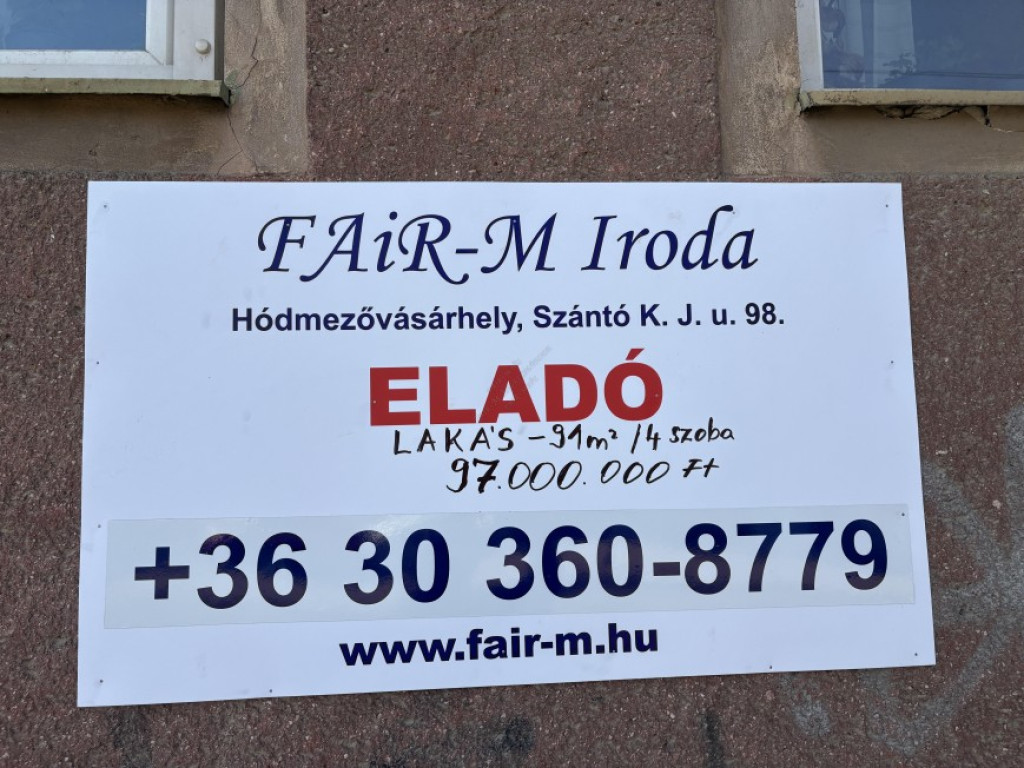 FAiR-M Iroda
Hódmezővásárhely, Szántó K. J. u. 98.
ELADÓ
LAKÁS - 91m² / 4 szoba
97.000.000 Ft
+36 30 360-8779
www.fair-m.hu